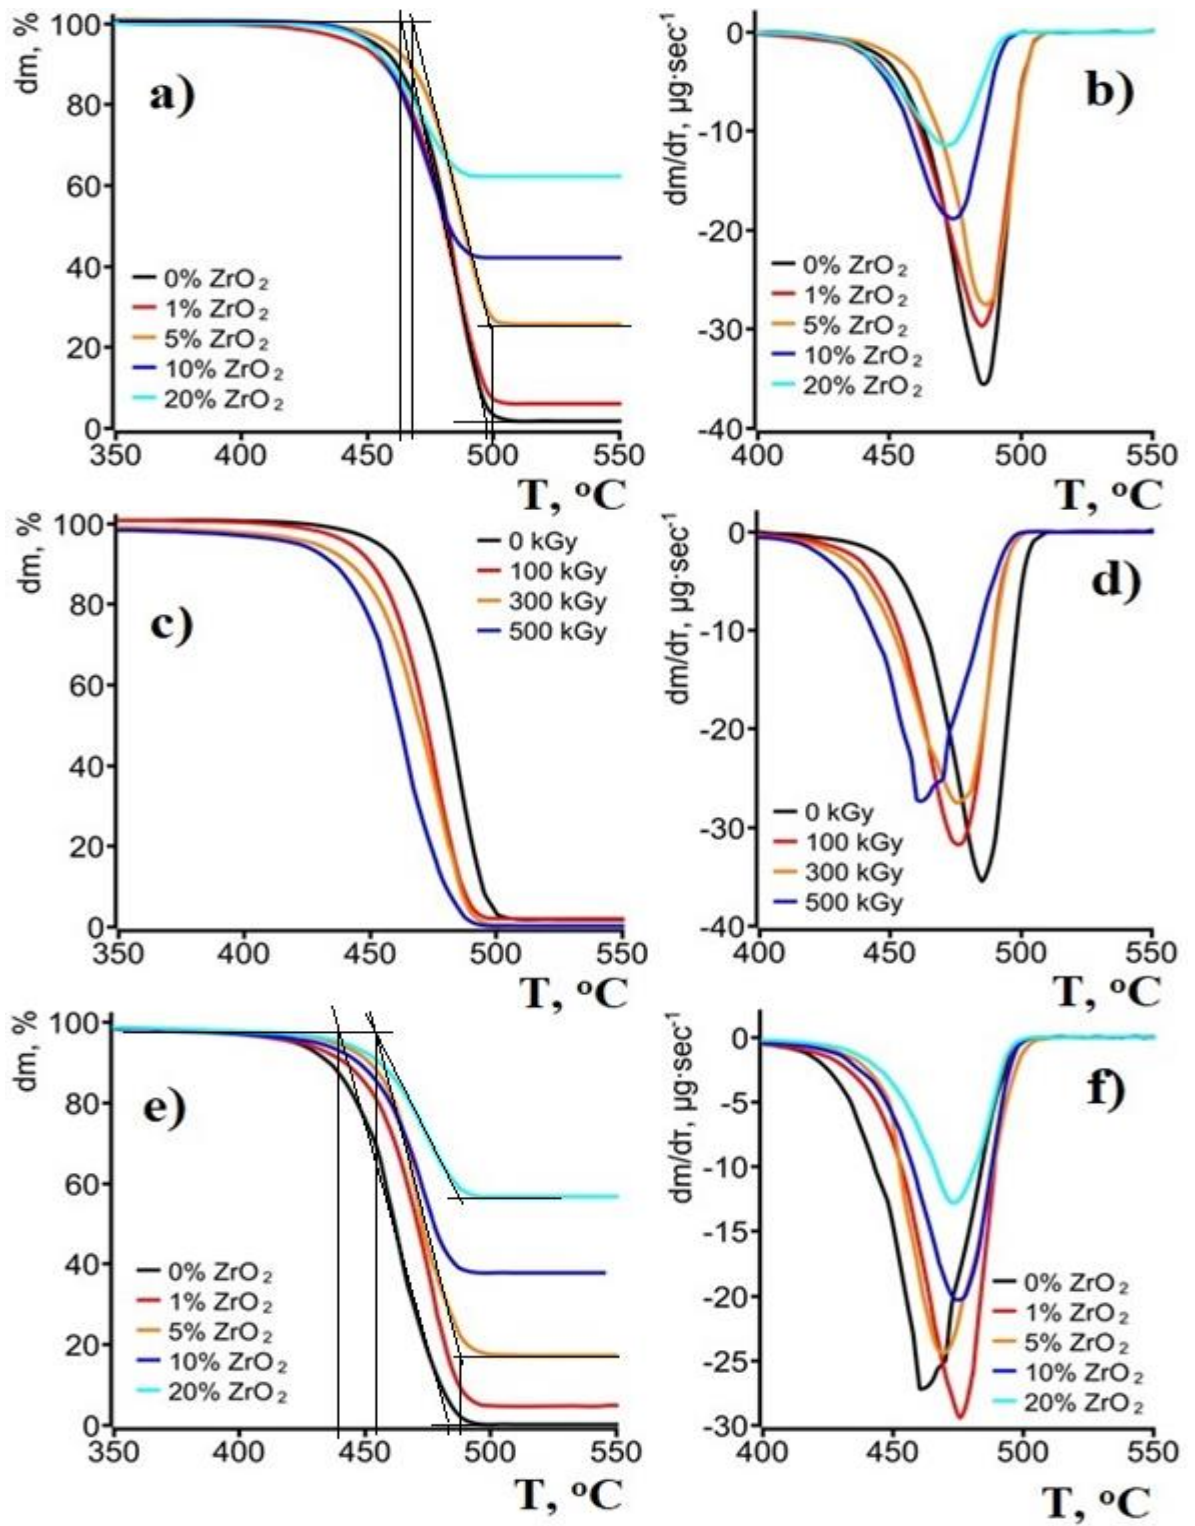 dm, %
100
80
60
40
20
0
a)
0% ZrO₂
1% ZrO₂
5% ZrO₂
10% ZrO₂
20% ZrO₂
350 400 450 500 550
T, °C
dm/dτ, µg·sec⁻¹
0
-10
-20
-30
-40
b)
0% ZrO₂
1% ZrO₂
5% ZrO₂
10% ZrO₂
20% ZrO₂
400 450 500 550
T, °C
dm, %
100
80
60
40
20
0
c)
0 kGy
100 kGy
300 kGy
500 kGy
350 400 450 500 550
T, °C
dm/dτ, µg·sec⁻¹
0
-10
-20
-30
-40
d)
0 kGy
100 kGy
300 kGy
500 kGy
400 450 500 550
T, °C
dm, %
100
80
60
40
20
0
e)
0% ZrO₂
1% ZrO₂
5% ZrO₂
10% ZrO₂
20% ZrO₂
350 400 450 500 550
T, °C
dm/dτ, µg·sec⁻¹
0
-5
-10
-15
-20
-25
-30
f)
0% ZrO₂
1% ZrO₂
5% ZrO₂
10% ZrO₂
20% ZrO₂
400 450 500 550
T, °C